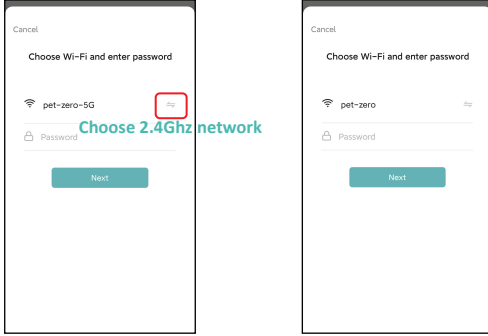 Cancel
Choose Wi-Fi and enter password
pet-zero-5G
Password
Choose 2.4Ghz network
Next
Cancel
Choose Wi-Fi and enter password
pet-zero
Password
Next